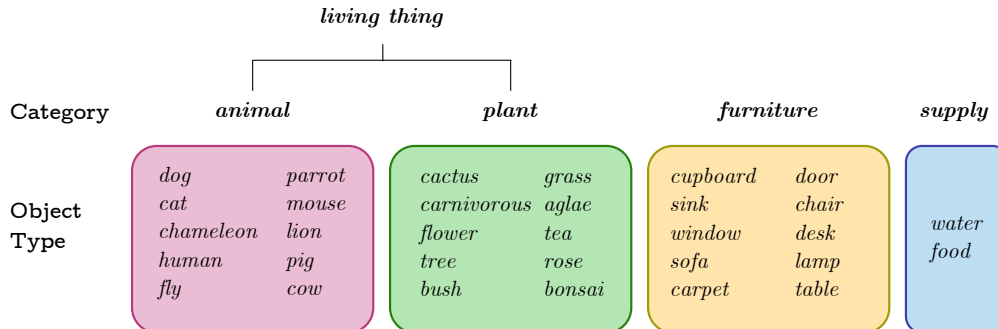 living thing
Category animal plant furniture supply
Object Type
dog parrot
cat mouse
chameleon lion
human pig
fly cow
cactus grass
carnivorous aglae
flower tea
tree rose
bush bonsai
cupboard door
sink chair
window desk
sofa lamp
carpet table
water
food